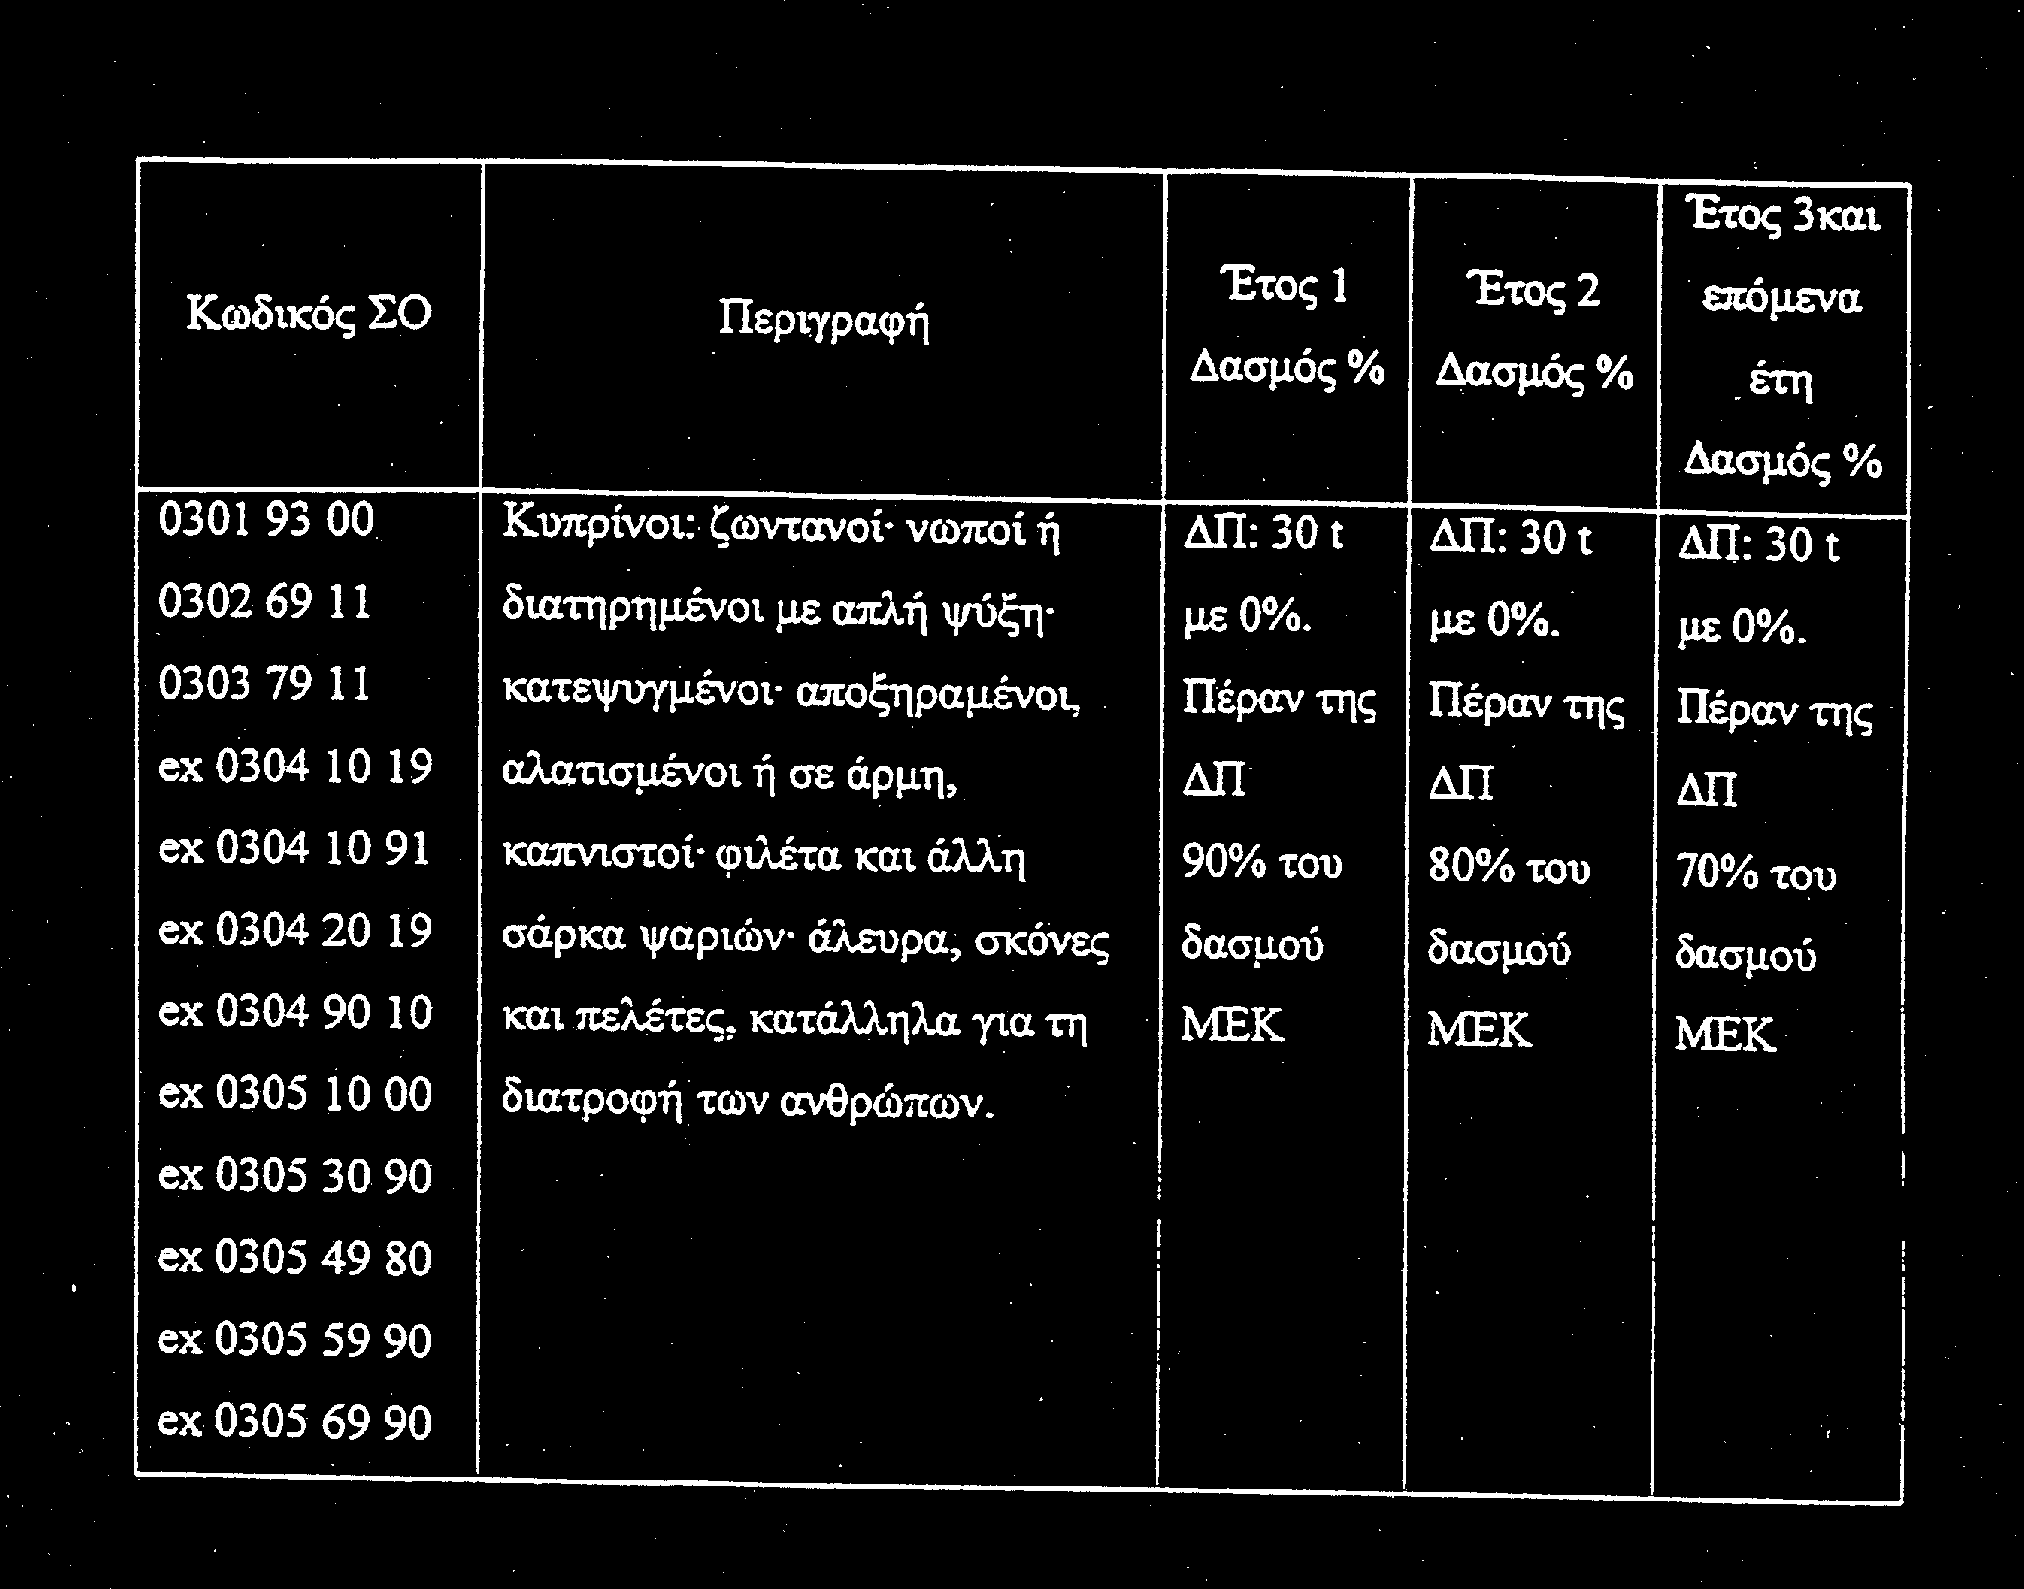 Κωδικός ΣΟ
Περιγραφή
Έτος 1
Δασμός %
Έτος 2
Δασμός %
Έτος 3και
επόμενα
έτη
Δασμός %
0301 93 00
0302 69 11
0303 79 11
ex 0304 10 19
ex 0304 10 91
ex 0304 20 19
ex 0304 90 10
ex 0305 10 00
ex 0305 30 90
ex 0305 49 80
ex 0305 59 90
ex 0305 69 90
Κυπρίνοι: ζωντανοί· νωποί ή
διατηρημένοι με απλή ψύξη·
κατεψυγμένοι· αποξηραμένοι,
αλατισμένοι ή σε άρμη,
καπνιστοί· φιλέτα και άλλη
σάρκα ψαριών· άλευρα, σκόνες
και πελέτες, κατάλληλα για τη
διατροφή των ανθρώπων.
ΔΠ: 30 t
με 0%.
Πέραν της
ΔΠ
90% του
δασμού
ΜΕΚ
ΔΠ: 30 t
με 0%.
Πέραν της
ΔΠ
80% του
δασμού
ΜΕΚ
ΔΠ: 30 t
με 0%.
Πέραν της
ΔΠ
70% του
δασμού
ΜΕΚ